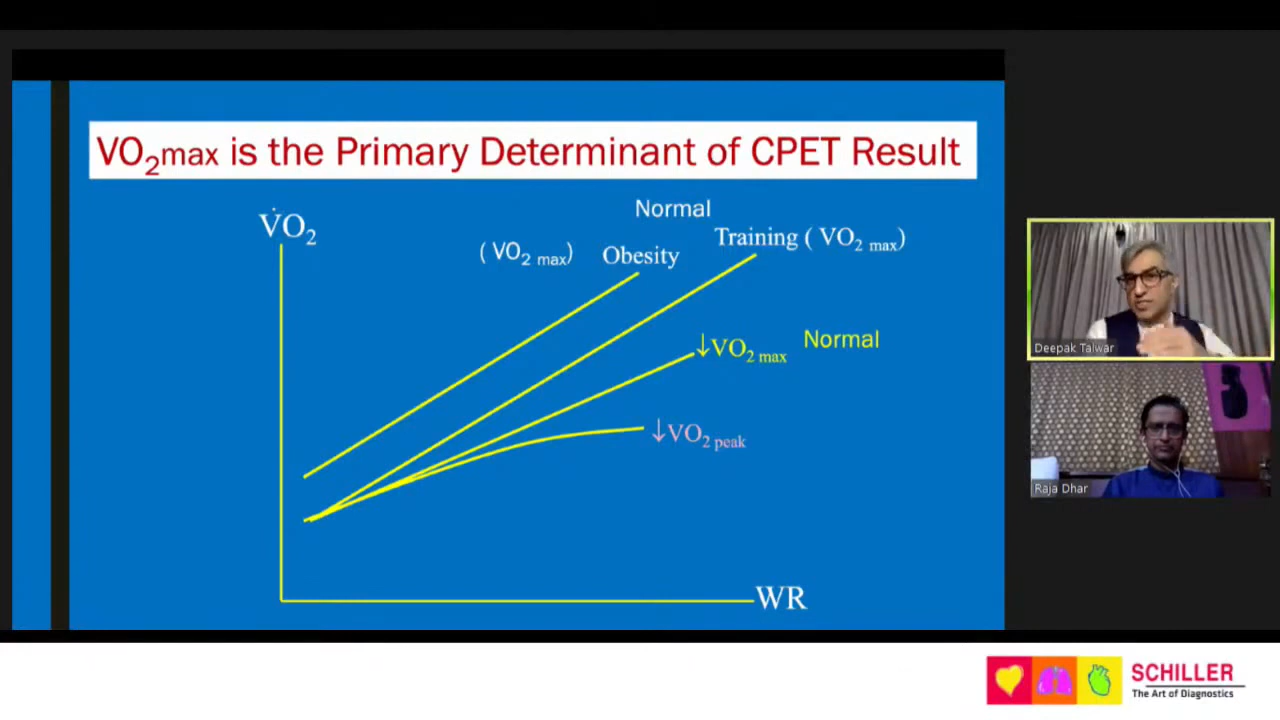 VO2max is the Primary Determinant of CPET Result
V̇O2
Normal
(VO2 max) Obesity
Training ( VO2 max)
↓VO2 max Normal
↓VO2 peak
WR
Deepak Talwar
Raja Dhar
SCHILLER
The Art of Diagnostics